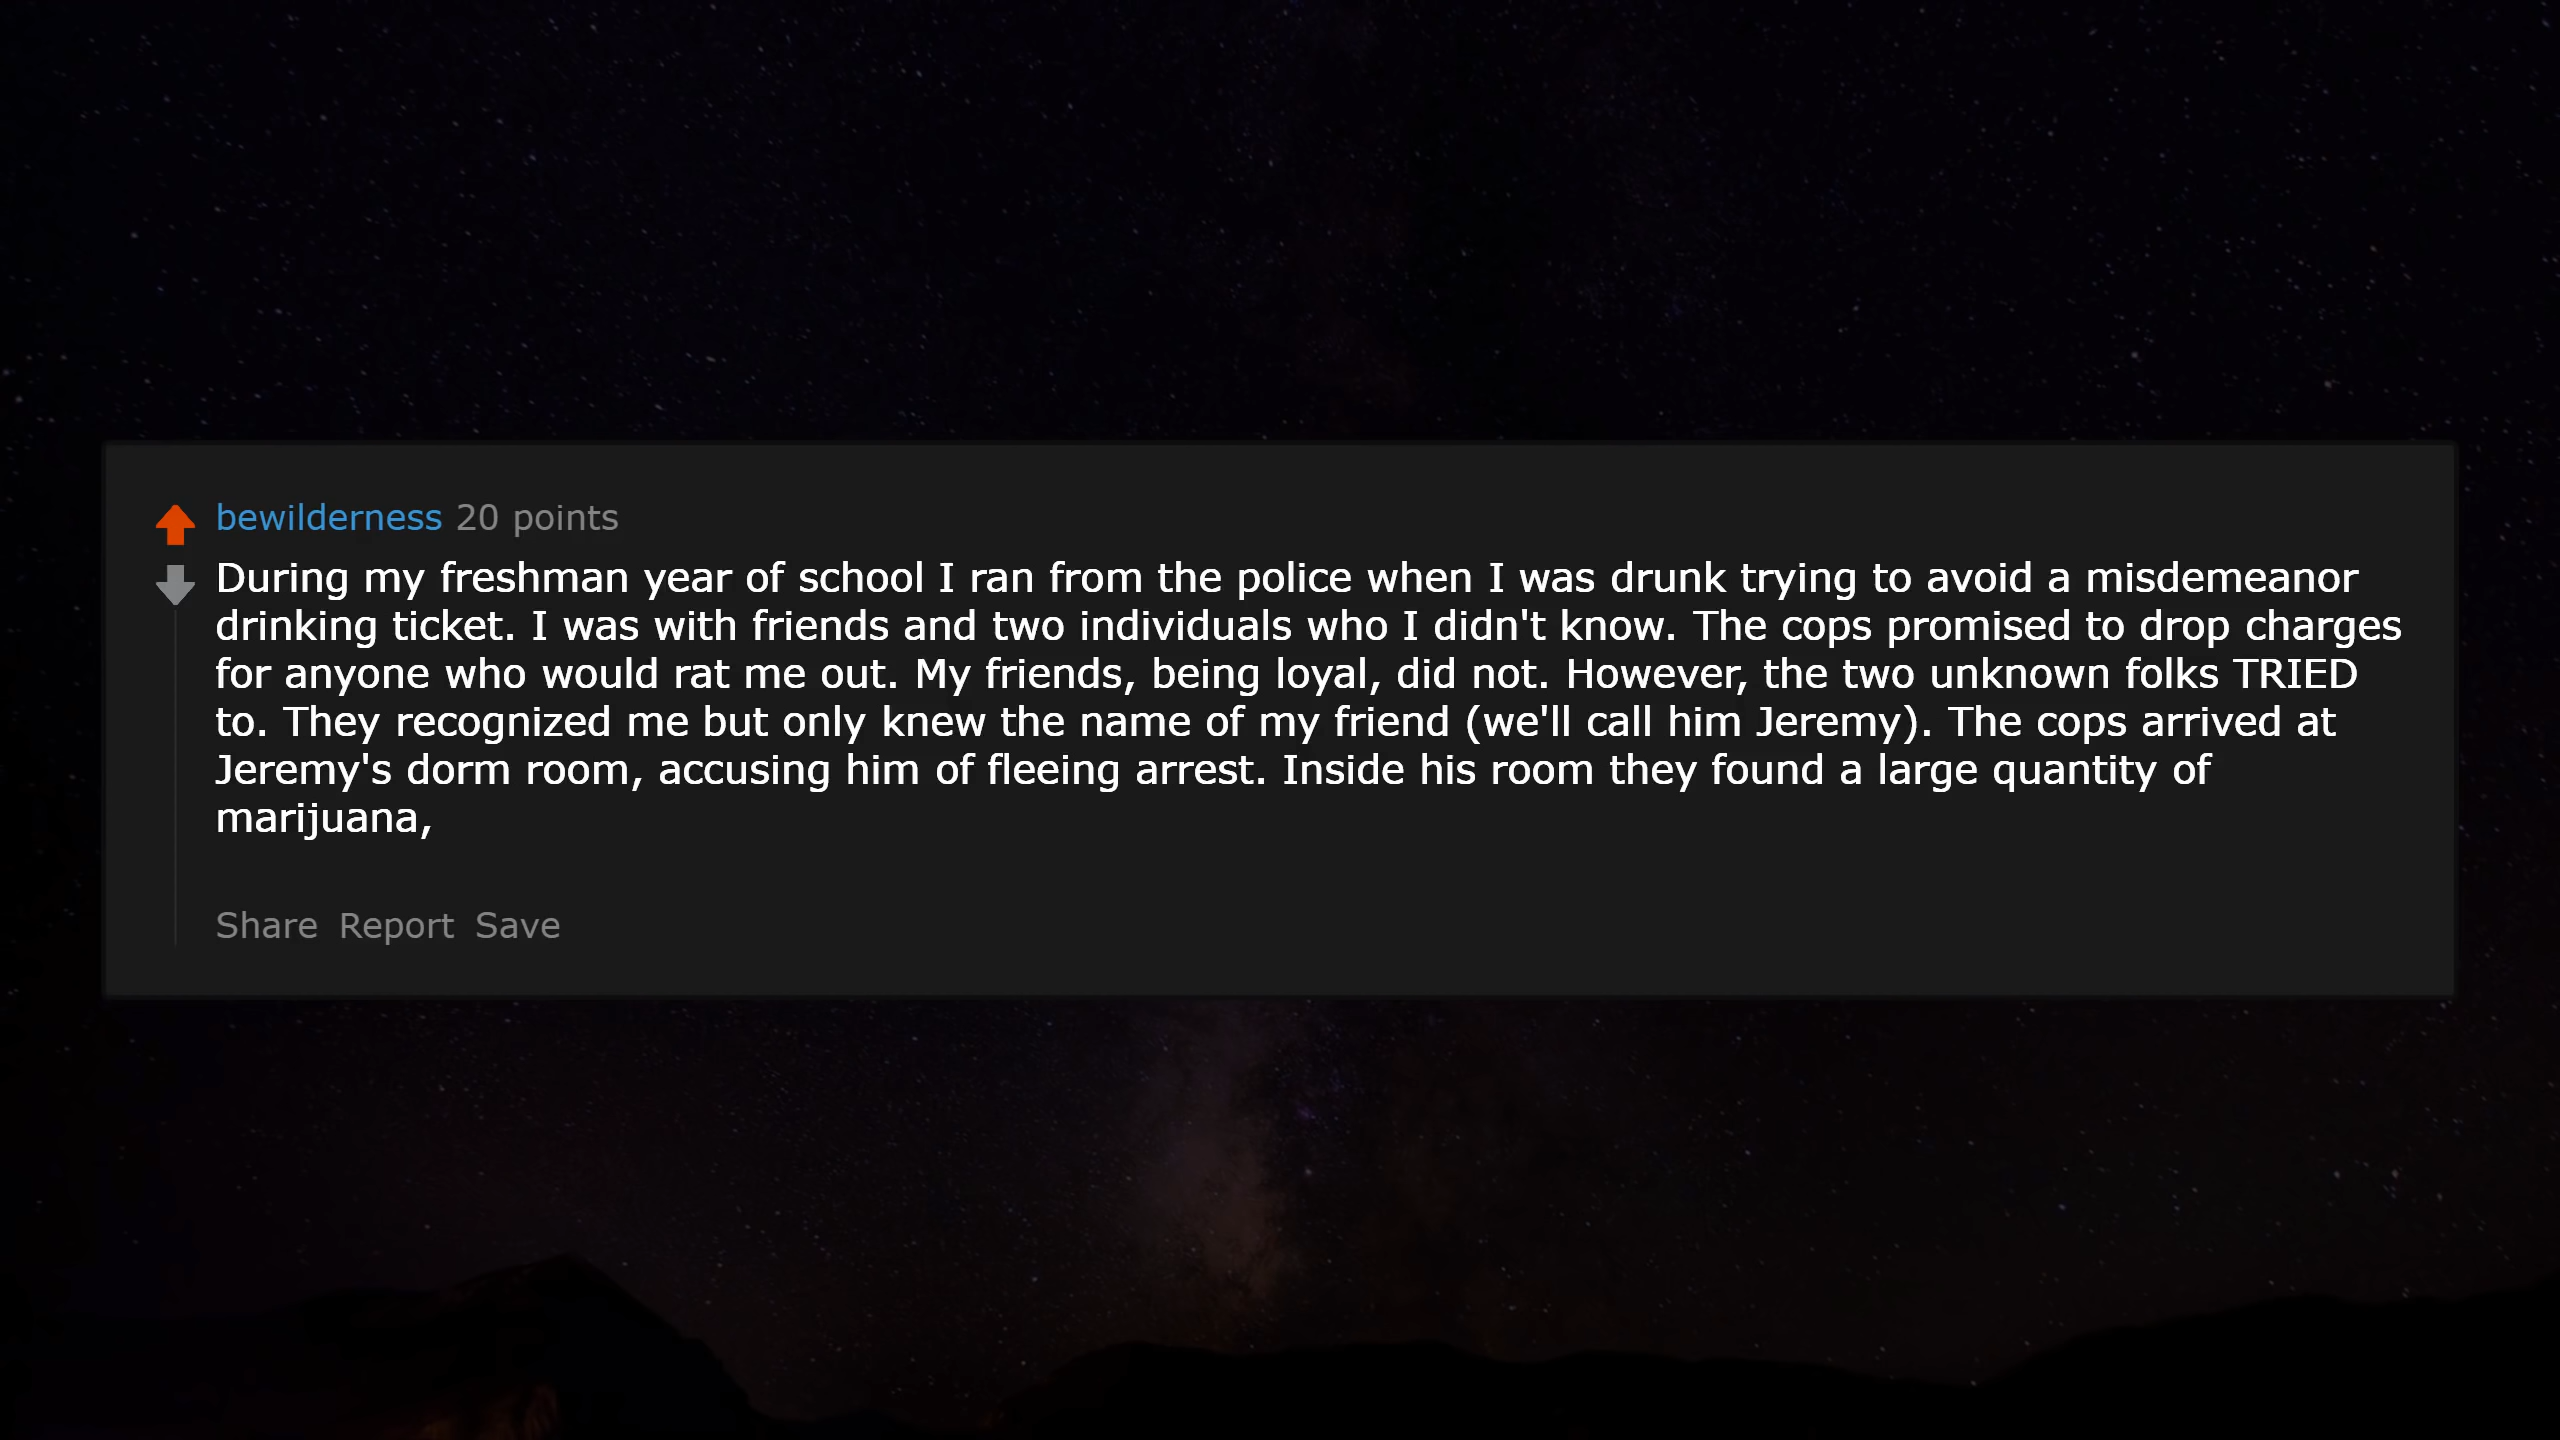 bewilderness 20 points
During my freshman year of school I ran from the police when I was drunk trying to avoid a misdemeanor
drinking ticket. I was with friends and two individuals who I didn't know. The cops promised to drop charges
for anyone who would rat me out. My friends, being loyal, did not. However, the two unknown folks TRIED
to. They recognized me but only knew the name of my friend (we'll call him Jeremy). The cops arrived at
Jeremy's dorm room, accusing him of fleeing arrest. Inside his room they found a large quantity of
marijuana,
Share Report Save